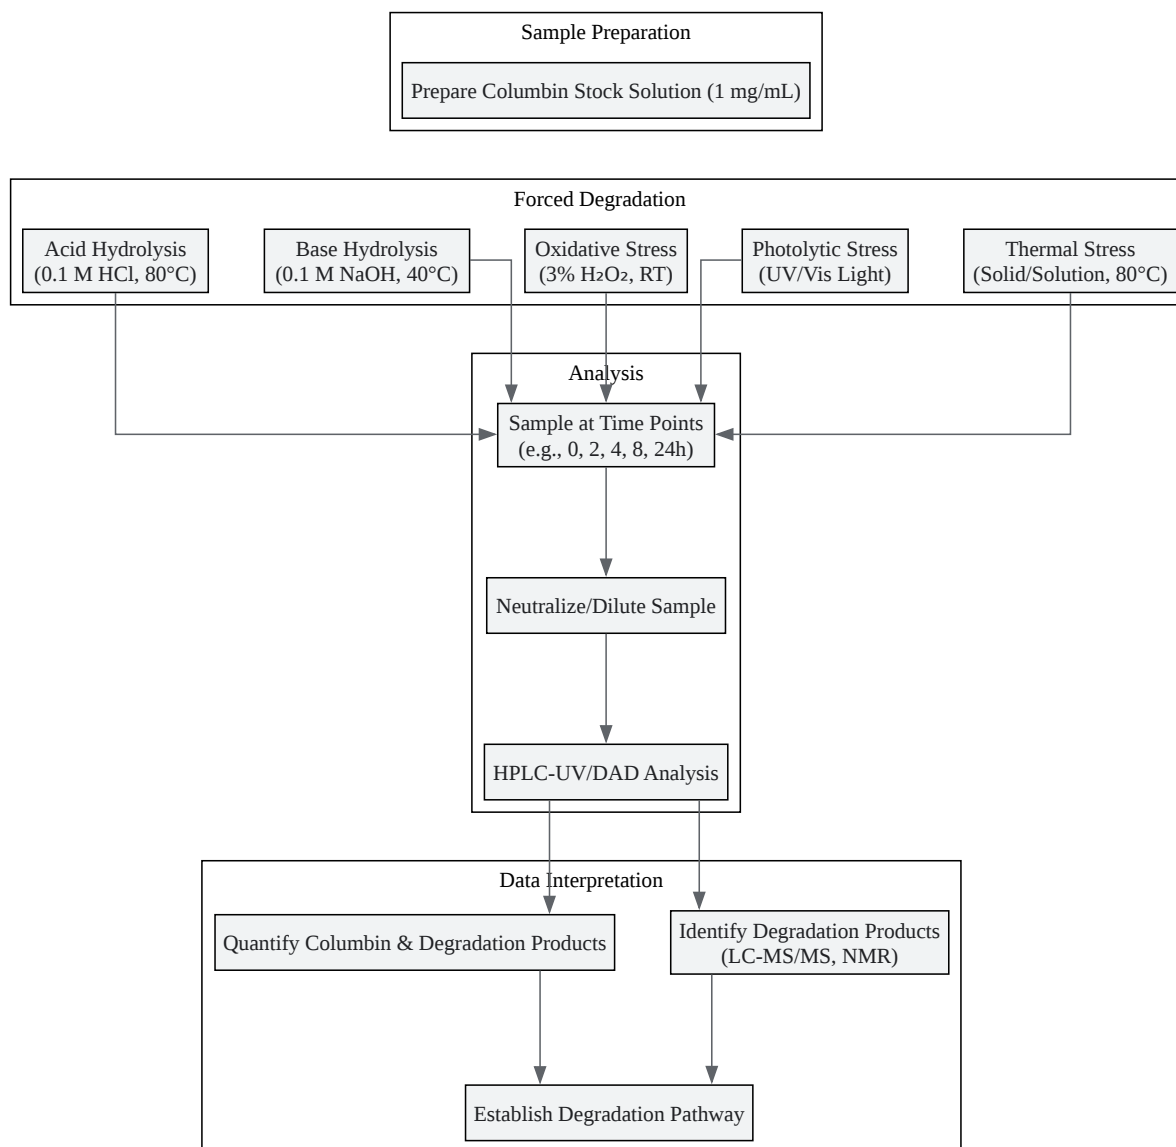 Sample Preparation
Prepare Columbin Stock Solution (1 mg/mL)
Forced Degradation
Acid Hydrolysis
(0.1 M HCl, 80°C)
Base Hydrolysis
(0.1 M NaOH, 40°C)
Oxidative Stress
(3% H₂O₂, RT)
Photolytic Stress
(UV/Vis Light)
Thermal Stress
(Solid/Solution, 80°C)
Analysis
Sample at Time Points
(e.g., 0, 2, 4, 8, 24h)
Neutralize/Dilute Sample
HPLC-UV/DAD Analysis
Data Interpretation
Quantify Columbin & Degradation Products
Identify Degradation Products
(LC-MS/MS, NMR)
Establish Degradation Pathway